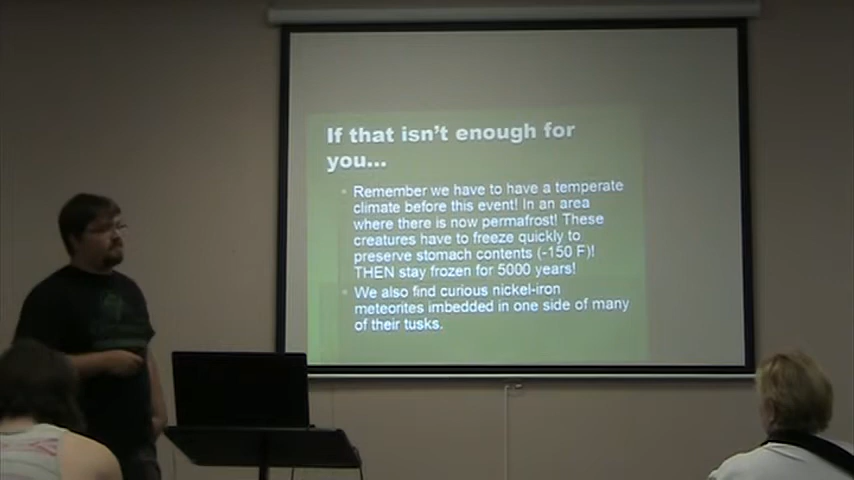 If that isn't enough for
you...
Remember we have to have a temperate
climate before this event! In an area
where there is now permafrost! These
creatures have to freeze quickly to
preserve stomach contents (-150 F)!
THEN stay frozen for 5000 years!
We also find curious nickel-iron
meteorites imbedded in one side of many
of their tusks.